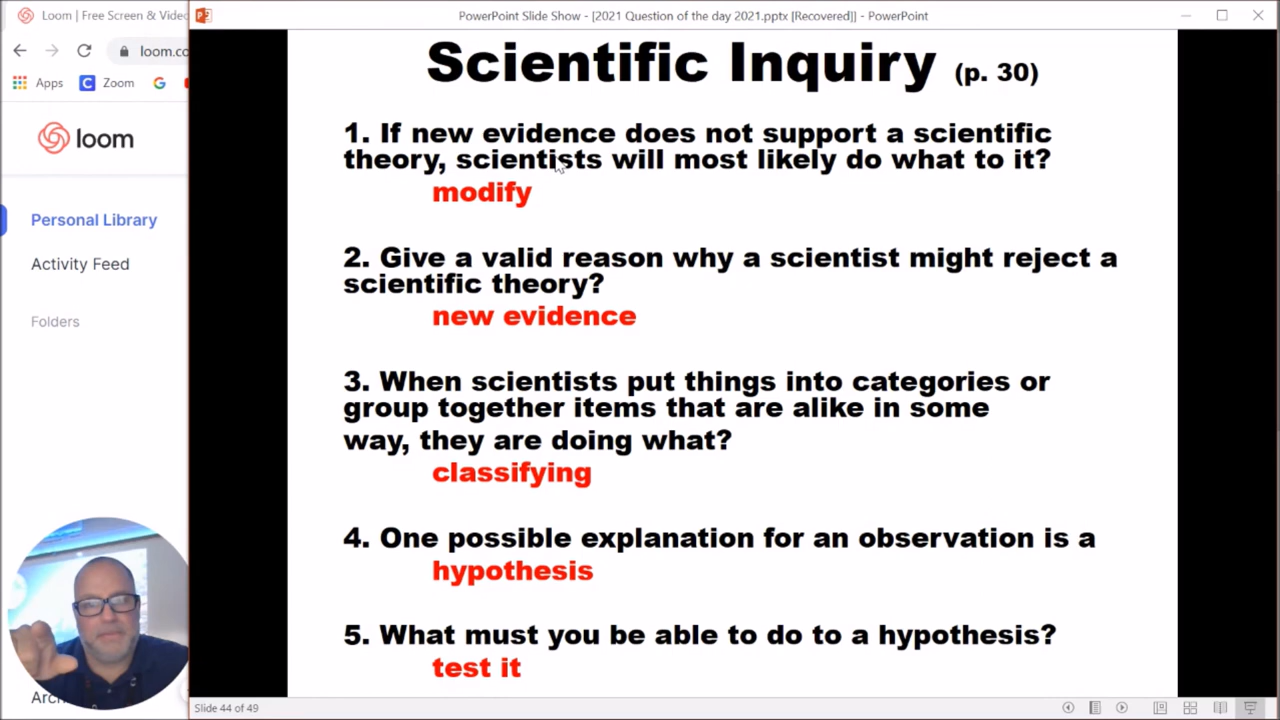 Loom | Free Screen & Video
PowerPoint Slide Show - [2021 Question of the day 2021.pptx [Recovered]] - PowerPoint
loom.co
Apps
Zoom
loom
Personal Library
Activity Feed
Folders
Scientific Inquiry (p. 30)
1. If new evidence does not support a scientific
theory, scientists will most likely do what to it?
modify
2. Give a valid reason why a scientist might reject a
scientific theory?
new evidence
3. When scientists put things into categories or
group together items that are alike in some
way, they are doing what?
classifying
4. One possible explanation for an observation is a
hypothesis
5. What must you be able to do to a hypothesis?
test it
Arc
Slide 44 of 49